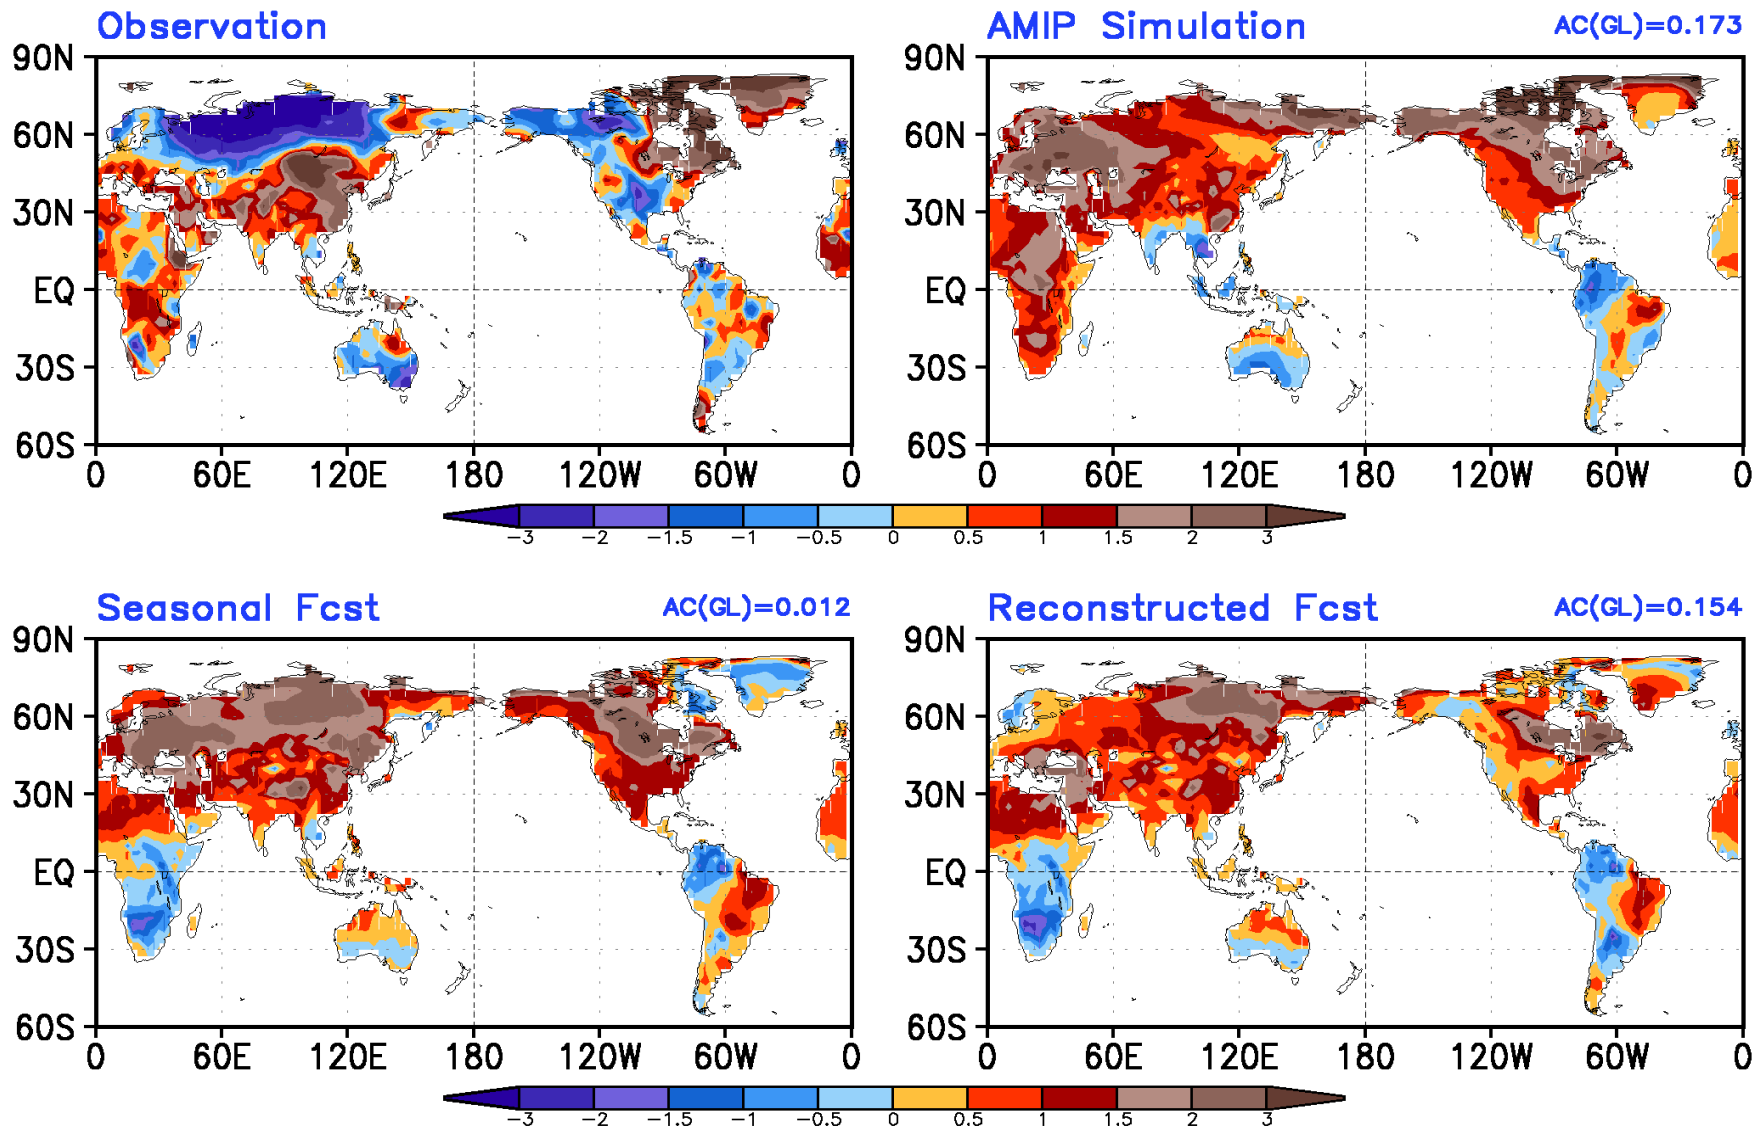 Observation
AMIP Simulation AC(GL)=0.173
90N 90N
60N 60N
30N 30N
EQ EQ
30S 30S
60S 60S
0 60E 120E 180 120W 60W 0 0 60E 120E 180 120W 60W 0
-3 -2 -1.5 -1 -0.5 0 0.5 1 1.5 2 3
Seasonal Fcst AC(GL)=0.012
Reconstructed Fcst AC(GL)=0.154
90N 90N
60N 60N
30N 30N
EQ EQ
30S 30S
60S 60S
0 60E 120E 180 120W 60W 0 0 60E 120E 180 120W 60W 0
-3 -2 -1.5 -1 -0.5 0 0.5 1 1.5 2 3